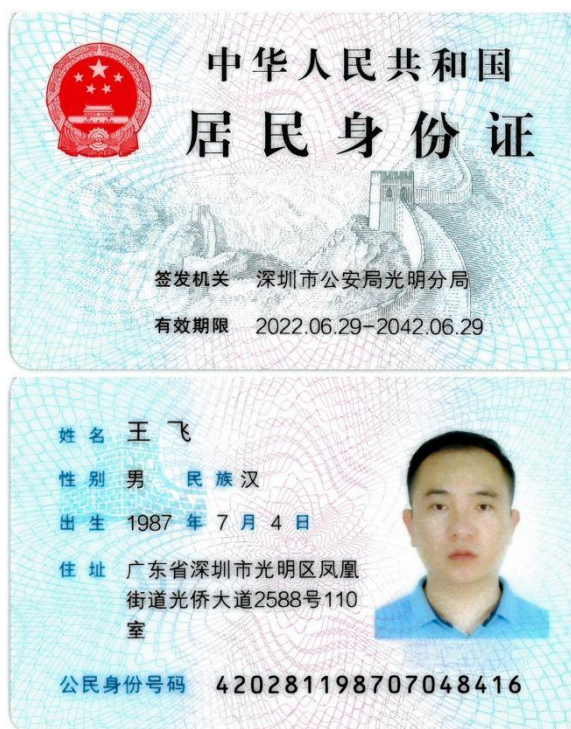 中华人民共和国
居民身份证
签发机关 深圳市公安局光明分局
有效期限 2022.06.29-2042.06.29
姓名 王飞
性别 男 民族 汉
出生 1987 年 7 月 4 日
住址 广东省深圳市光明区凤凰
街道光侨大道2588号110
室
公民身份号码 420281198707048416